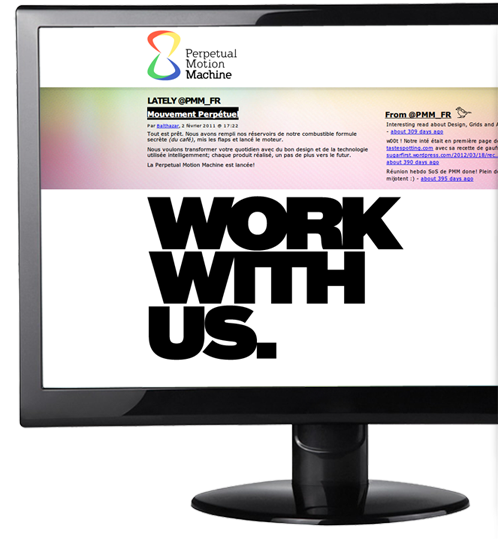 Perpetual
Motion
Machine
LATELY @PMM_FR
Mouvement Perpétuel
Par Balthazar, 2 février 2011 @ 17:22
Tout est prêt. Nous avons rempli nos réservoirs de notre combustible formule
secrète (du café), mis les flaps et lancé le moteur.
Nous voulons transformer votre quotidien avec du bon design et de la technologie
utilisée intelligemment; chaque produit réalisé, un pas de plus vers le futur.
La Perpetual Motion Machine est lancée!
From @PMM_FR
Interesting read about Design, Grids and A
- about 309 days ago
w00t ! Notre inté était en première page d
tastespotting.com avec sa recette de gauf
sugarfirst.wordpress.com/2012/03/18/rec...
about 390 days ago
Réunion hebdo SoS de PMM done! Plein d
mijotent :) - about 395 days ago
WORK
WITH
US.